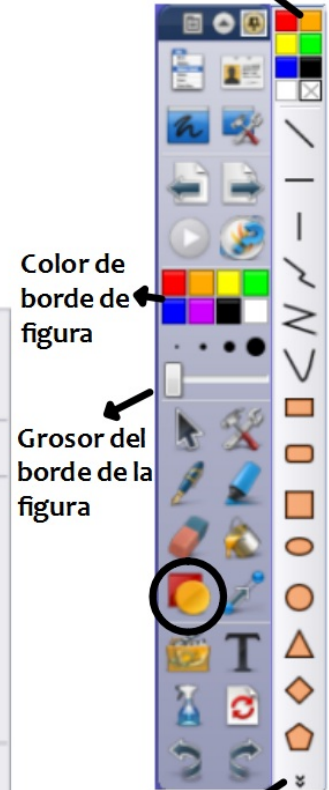 Color de
borde de
figura
Grosor del
borde de la
figura
T